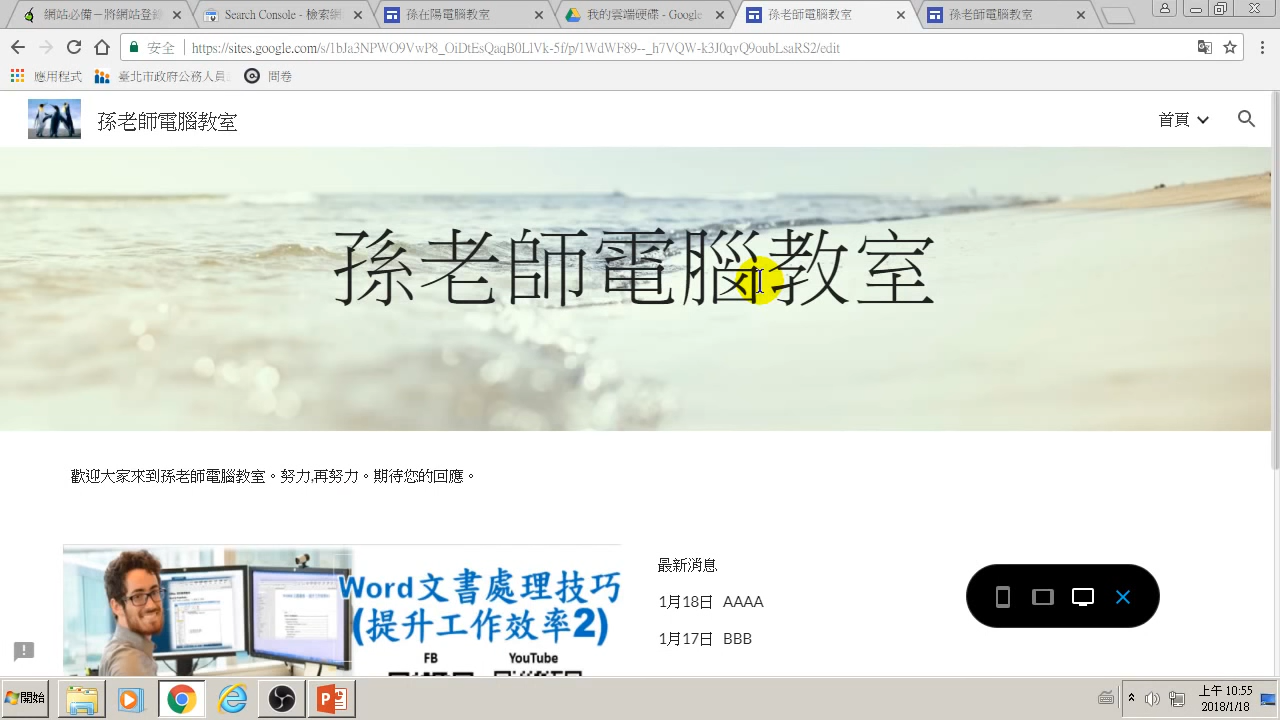 網站必備 – 將網站登錄
Search Console - 檢索網
孫在陽電腦教室
我的雲端硬碟 - Google
孫老師電腦教室
孫老師電腦教室
安全
https://sites.google.com/s/1bJa3NPWO9VwP8_OiDtEsQaqB0LlVk-5f/p/1WdWF89--_h7VQW-k3J0qvQ9oubLsaRS2/edit
應用程式
臺北市政府公務人員
問卷
孫老師電腦教室
首頁
孫老師電腦教室
歡迎大家來到孫老師電腦教室。努力,再努力。期待您的回應。
Word文書處理技巧
(提升工作效率2)
FB YouTube
最新消息
1月18日 AAAA
1月17日 BBB
開始
上午 10:55
2018/1/18